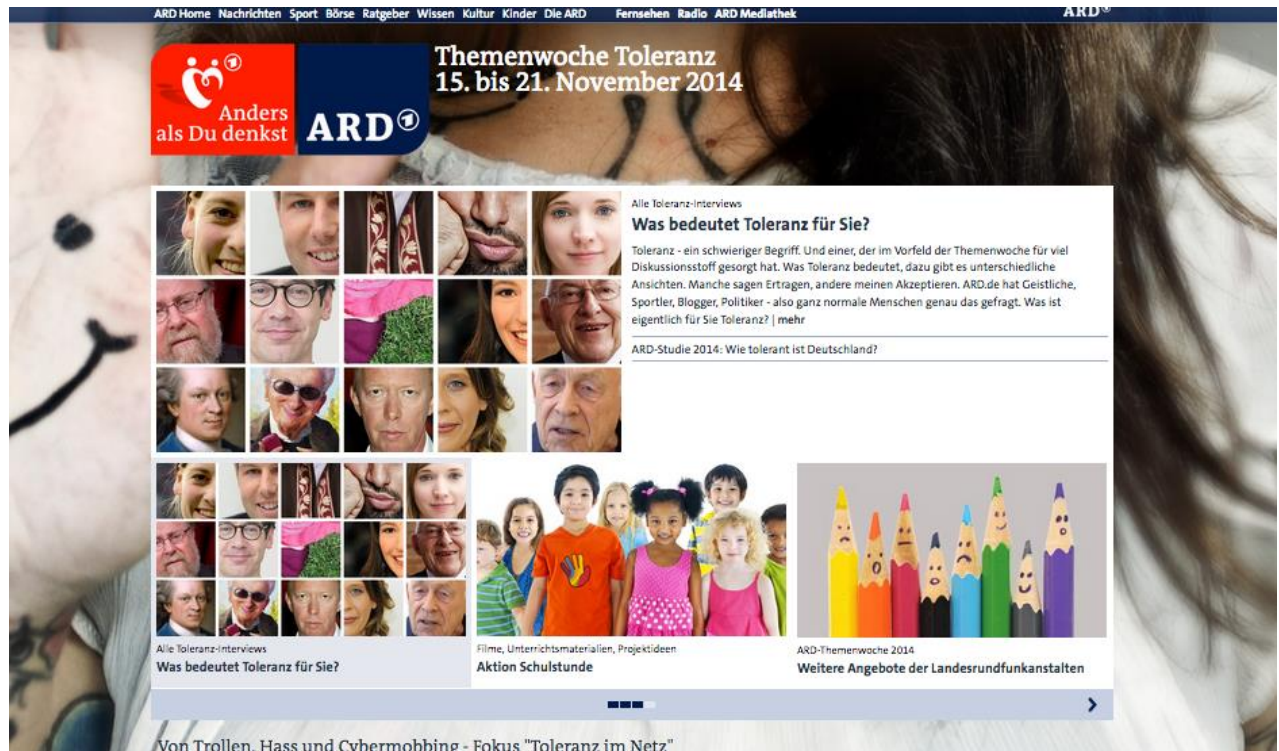 ARD Home Nachrichten Sport Börse Ratgeber Wissen Kultur Kinder Die ARD Fernsehen Radio ARD Mediathek ARD®
Themenwoche Toleranz
15. bis 21. November 2014
Anders
als Du denkst
ARD
Alle Toleranz-Interviews
Was bedeutet Toleranz für Sie?
Toleranz - ein schwieriger Begriff. Und einer, der im Vorfeld der Themenwoche für viel
Diskussionsstoff gesorgt hat. Was Toleranz bedeutet, dazu gibt es unterschiedliche
Ansichten. Manche sagen Ertragen, andere meinen Akzeptieren. ARD.de hat Geistliche,
Sportler, Blogger, Politiker - also ganz normale Menschen genau das gefragt. Was ist
eigentlich für Sie Toleranz? | mehr
ARD-Studie 2014: Wie tolerant ist Deutschland?
Alle Toleranz-Interviews
Was bedeutet Toleranz für Sie?
Filme, Unterrichtsmaterialien, Projektideen
Aktion Schulstunde
ARD-Themenwoche 2014
Weitere Angebote der Landesrundfunkanstalten
Von Trollen, Hass und Cybermobbing - Fokus "Toleranz im Netz"